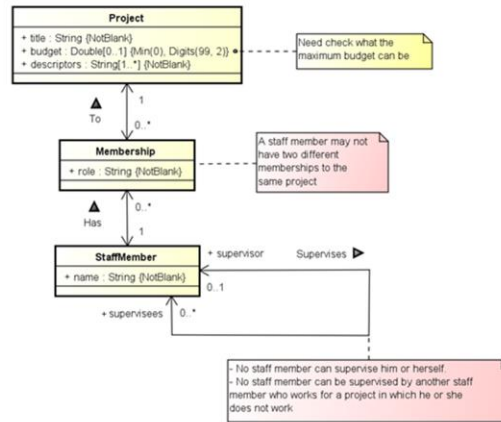 Project
+ title : String {NotBlank}
+ budget : Double[0..1] {Min(0), Digits(99, 2)}
+ descriptors : String[1..*] {NotBlank}
Need check what the
maximum budget can be
1
To
0..*
Membership
+ role : String {NotBlank}
A staff member may not
have two different
memberships to the
same project
0..*
Has
1
StaffMember
+ name : String {NotBlank}
+ supervisor
Supervises
0..1
+ supervisees
0..*
- No staff member can supervise him or herself.
- No staff member can be supervised by another staff
member who works for a project in which he or she
does not work